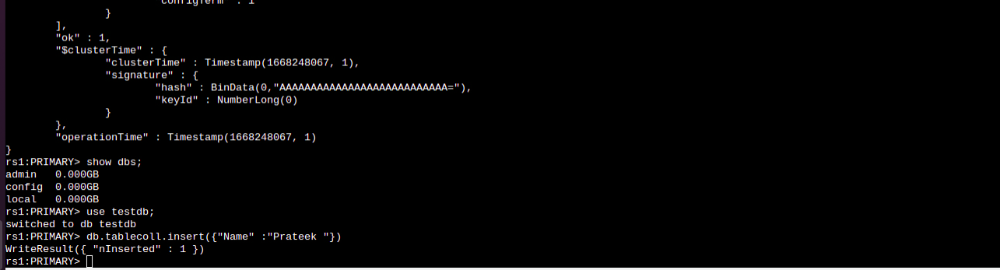 "configTerm" : 1
}
],
"ok" : 1,
"$clusterTime" : {
"clusterTime" : Timestamp(1668248067, 1),
"signature" : {
"hash" : BinData(0,"AAAAAAAAAAAAAAAAAAAAAAAAAAA="),
"keyId" : NumberLong(0)
}
},
"operationTime" : Timestamp(1668248067, 1)
}
rs1:PRIMARY> show dbs;
admin   0.000GB
config  0.000GB
local   0.000GB
rs1:PRIMARY> use testdb;
switched to db testdb
rs1:PRIMARY> db.tablecoll.insert({"Name" :"Prateek "})
WriteResult({ "nInserted" : 1 })
rs1:PRIMARY>